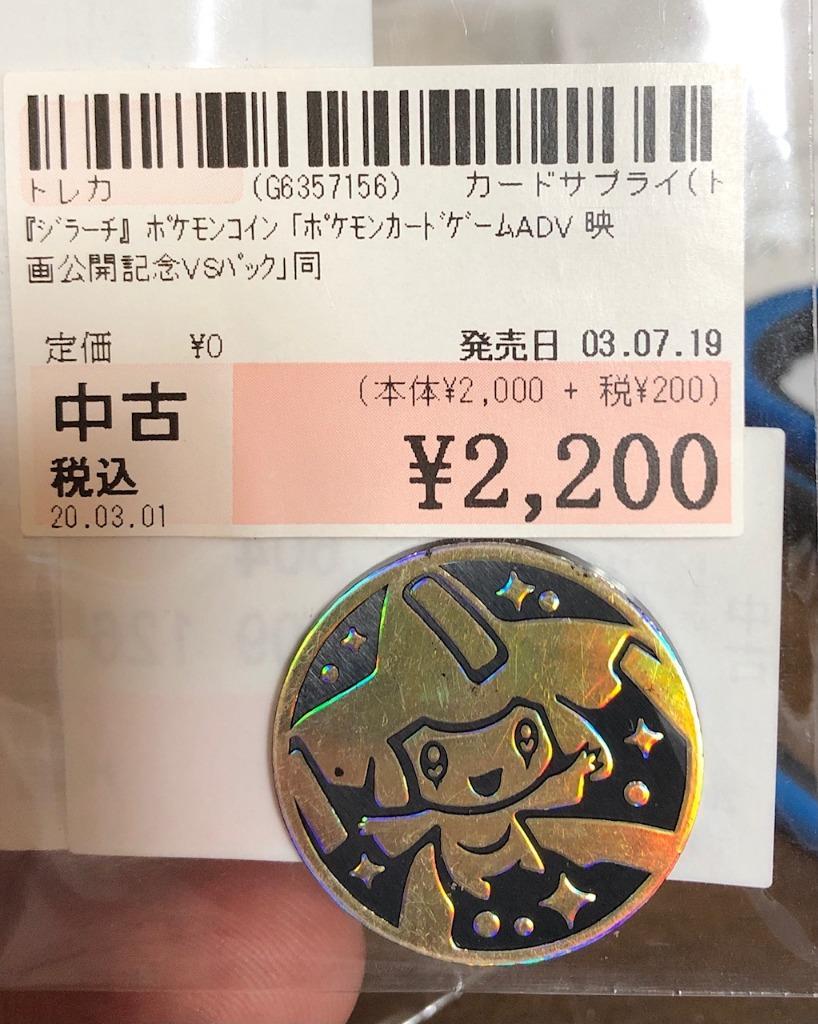 トレカ (G6357156) カードサプライ(ト
『ジラーチ』 ポケモンコイン 「ポケモンカードゲームADV 映
画公開記念VSパック」同
定価 ¥0 発売日 03.07.19
中古 (本体¥2,000 + 税¥200)
税込 ¥2,200
20.03.01